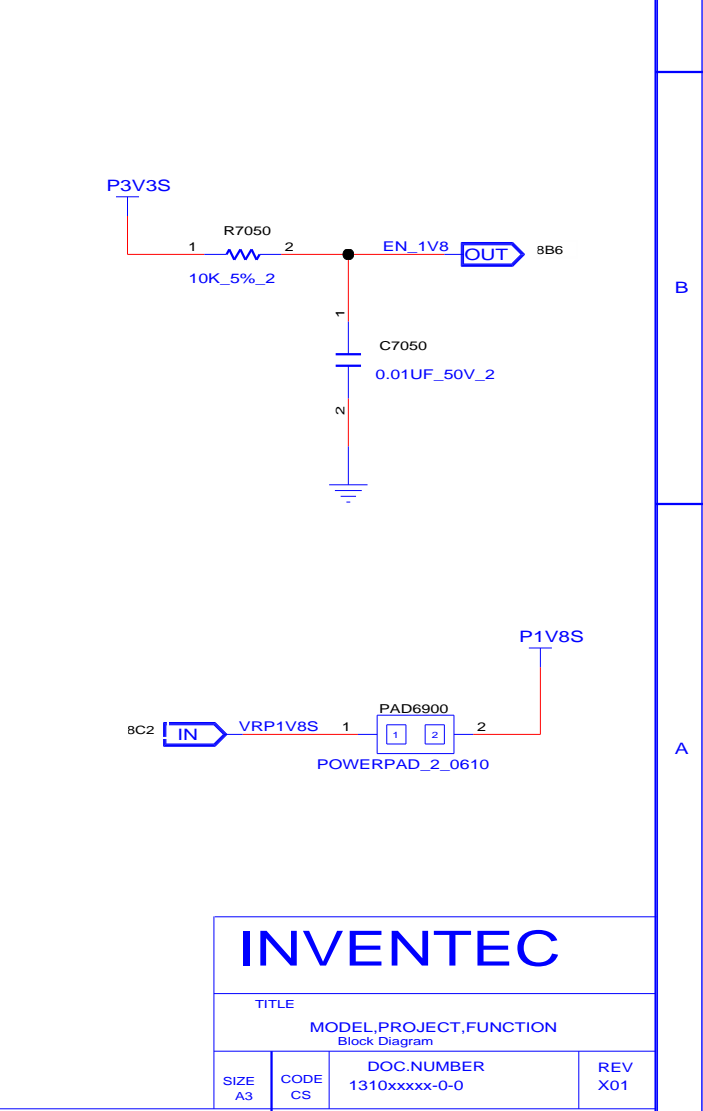 P3V3S
R7050
1 2 EN_1V8 OUT 8B6
10K_5%_2
B
1
C7050
0.01UF_50V_2
2
P1V8S
PAD6900
8C2 IN VRP1V8S 1 1 2 2
POWERPAD_2_0610
A
INVENTEC
TITLE
MODEL,PROJECT,FUNCTION
Block Diagram
SIZE CODE DOC.NUMBER REV
A3 CS 1310xxxxx-0-0 X01